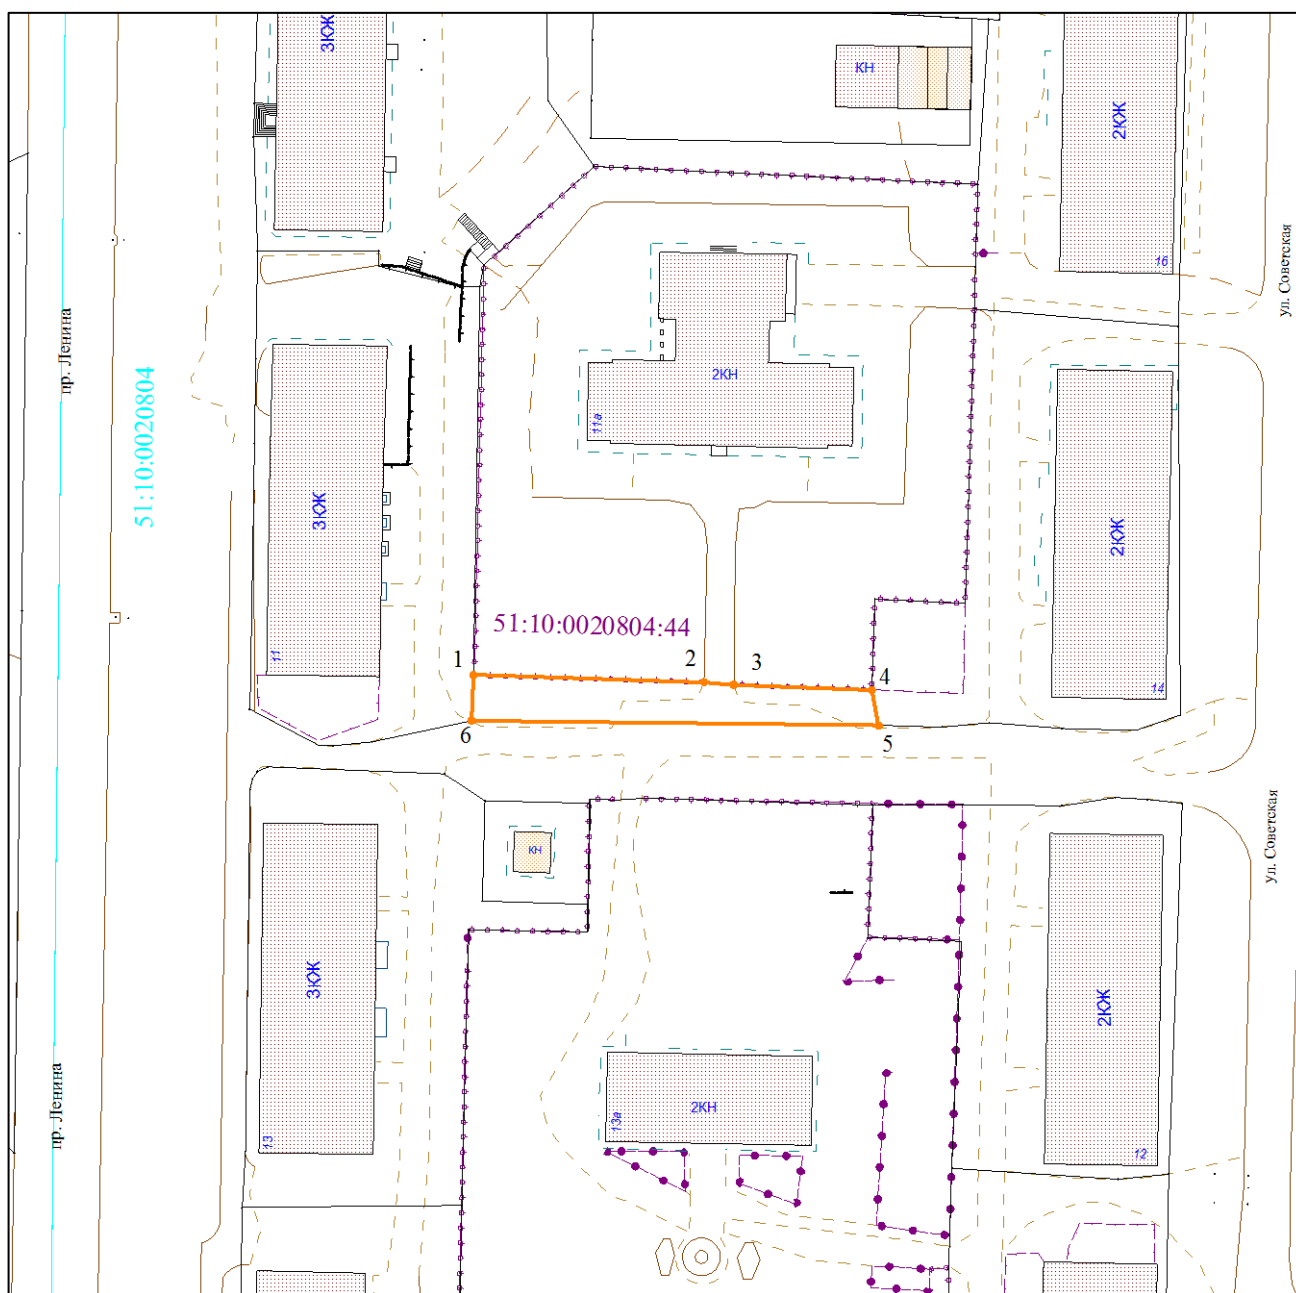 3КЖ
КН
2КЖ
16
ул. Советская
пр. Ленина
51:10:0020804
2КН
11а
3КЖ
11
2КЖ
14
51:10:0020804:44
1
2
3
4
5
6
ул. Советская
КН
3КЖ
13
2КЖ
12
2КН
13а
пр. Ленина